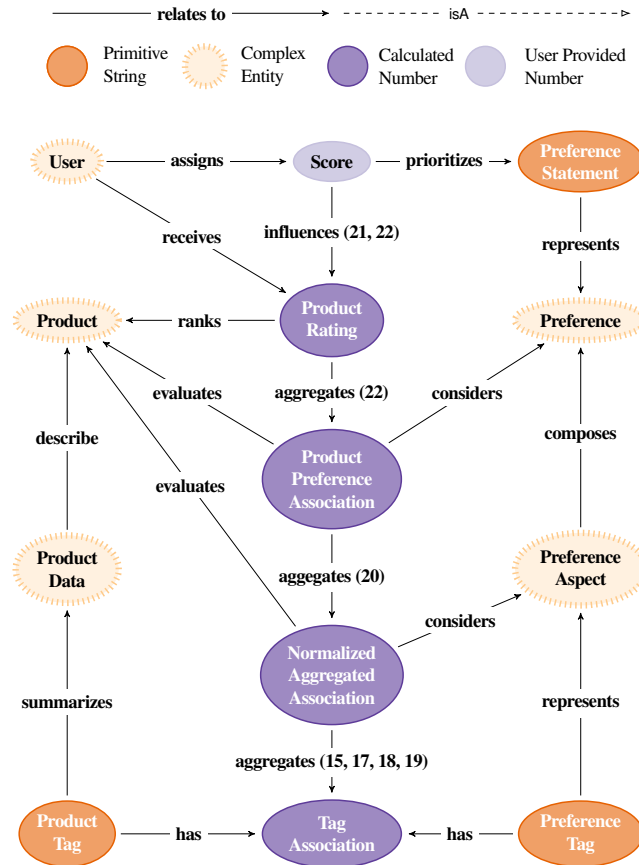 relates to
isA
Primitive
String
Complex
Entity
Calculated
Number
User Provided
Number
User
assigns
Score
prioritizes
Preference
Statement
receives
influences (21, 22)
represents
Product
ranks
Product
Rating
Preference
evaluates
aggregates (22)
considers
describe
Product
Preference
Association
composes
evaluates
Product
Data
aggegates (20)
Preference
Aspect
considers
Normalized
Aggregated
Association
summarizes
represents
aggregates (15, 17, 18, 19)
Product
Tag
has
Tag
Association
has
Preference
Tag